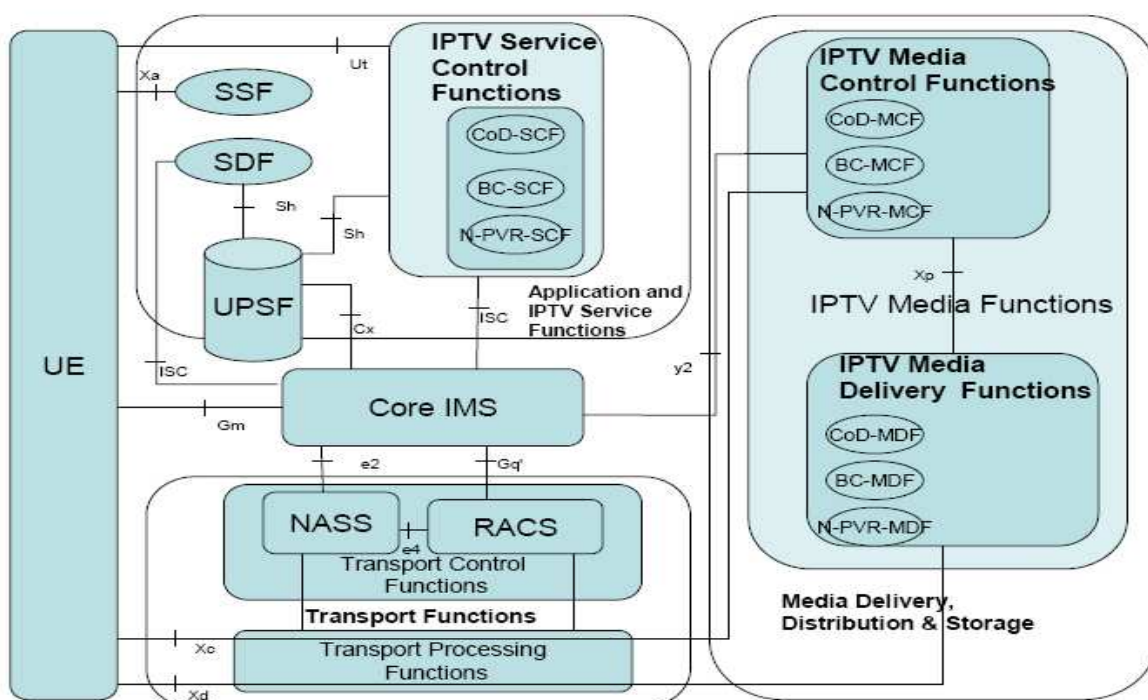 UE
Xa
SSF
SDF
Sh
UPSF
Ut
IPTV Service
Control
Functions
CoD-SCF
BC-SCF
N-PVR-SCF
Sh
Cx
ISC
ISC
Application and
IPTV Service
Functions
Gm
Core IMS
y2
e2
Gq'
NASS
RACS
e4
Transport Control
Functions
Transport Functions
Transport Processing
Functions
Xc
Xd
IPTV Media
Control Functions
CoD-MCF
BC-MCF
N-PVR-MCF
Xp
IPTV Media Functions
IPTV Media
Delivery Functions
CoD-MDF
BC-MDF
N-PVR-MDF
Media Delivery,
Distribution & Storage